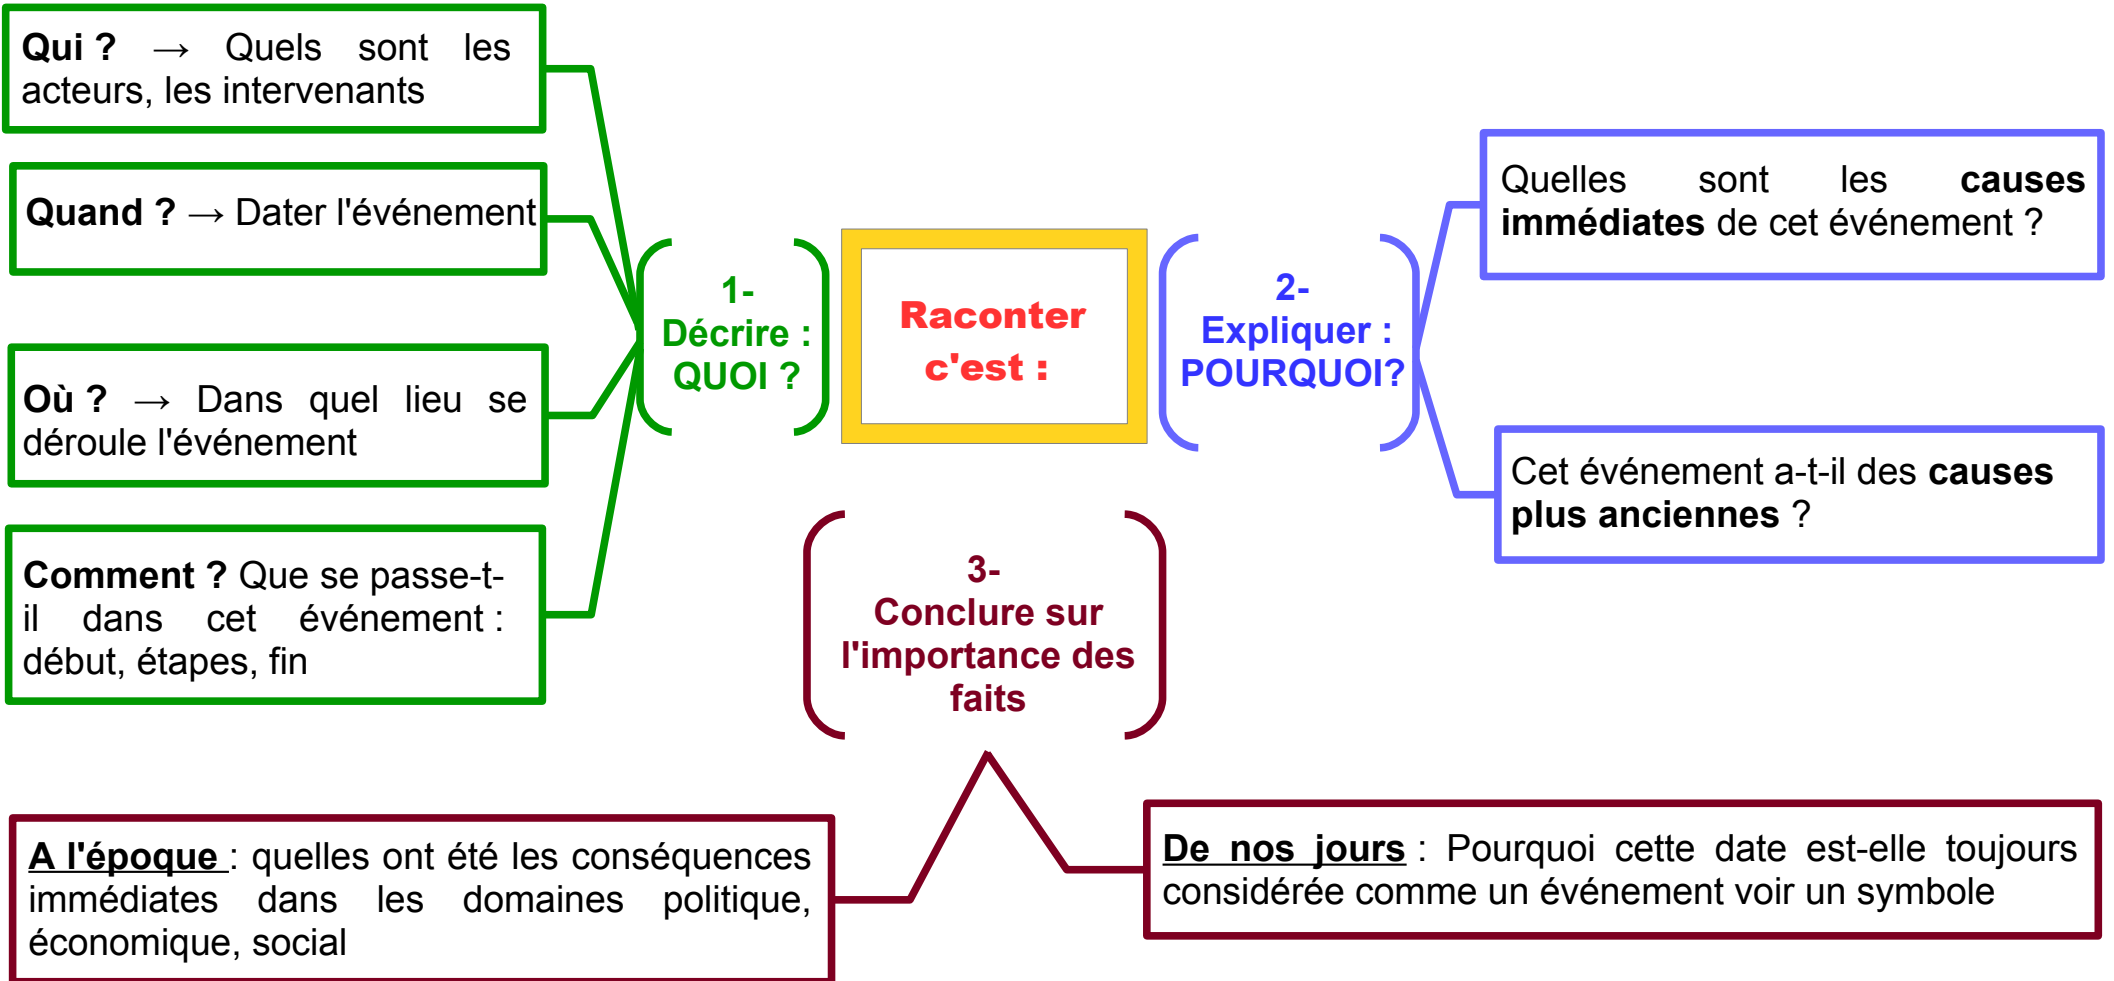 Qui ? → Quels sont les
acteurs, les intervenants
Quand ? → Dater l'événement
Où ? → Dans quel lieu se
déroule l'événement
Comment ? Que se passe-t-
il dans cet événement :
début, étapes, fin
1-
Décrire :
QUOI ?
Raconter
c'est :
2-
Expliquer :
POURQUOI?
Quelles sont les causes
immédiates de cet événement ?
Cet événement a-t-il des causes
plus anciennes ?
3-
Conclure sur
l'importance des
faits
A l'époque : quelles ont été les conséquences
immédiates dans les domaines politique,
économique, social
De nos jours : Pourquoi cette date est-elle toujours
considérée comme un événement voir un symbole